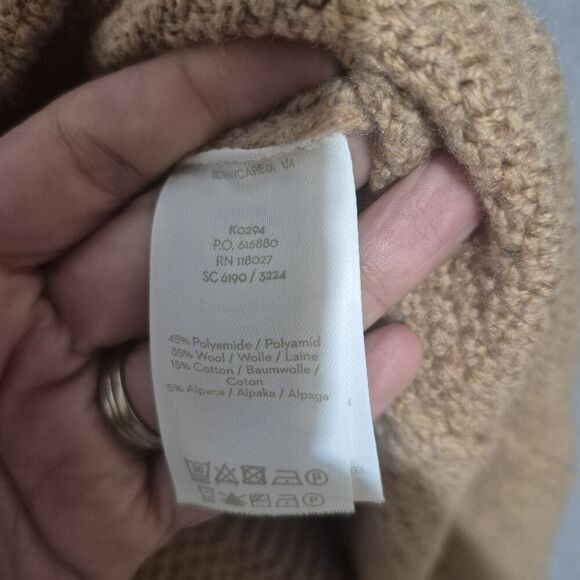 K0294
P.O. 616880
RN 118027
SC 6190 / 3224
45% Polyamide / Polyamid
35% Wool / Wolle / Laine
15% Cotton / Baumwolle /
Coton
5% Alpaca / Alpaka / Alpaga
30 P